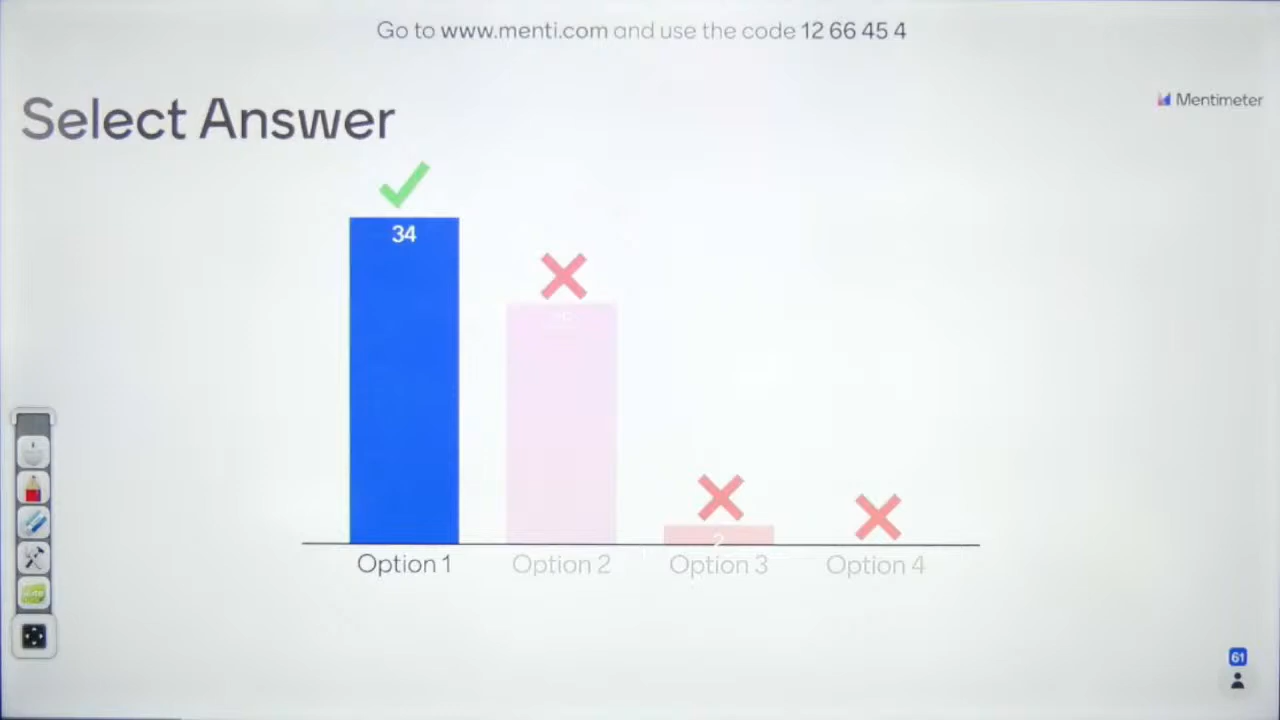 Go to www.menti.com and use the code 12 66 45 4
Mentimeter
Select Answer
34
2
Option 1
Option 2
Option 3
Option 4
61